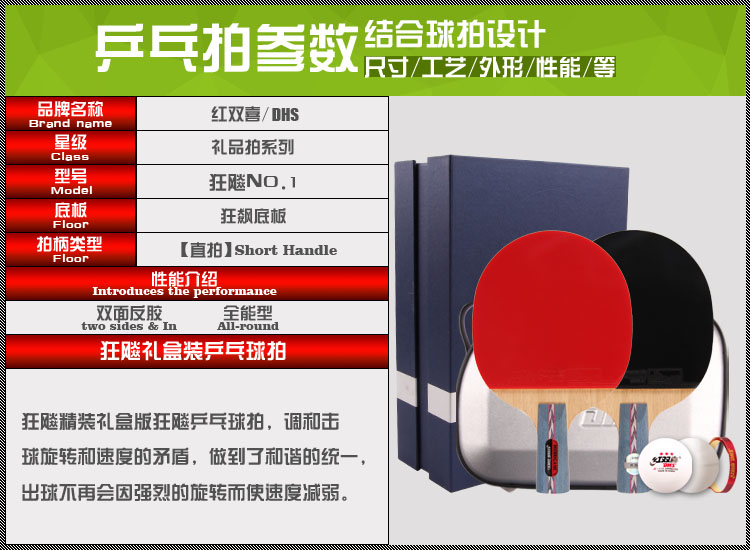 乒乓拍参数
结合球拍设计
尺寸/工艺/外形/性能/等
品牌名称 红双喜/DHS
Brand name
星级 礼品拍系列
Class
型号 狂飚NO.1
Model
底板 狂飙底板
Floor
拍柄类型 【直拍】Short Handle
Floor
性能介绍
Introduces the performance
双面反胶 全能型
two sides & In All-round
狂飚礼盒装乒乓球拍
狂飚精装礼盒版狂飚乒乓球拍，调和击
球旋转和速度的矛盾，做到了和谐的统一，
出球不再会因强烈的旋转而使速度减弱。
红双喜
DHS